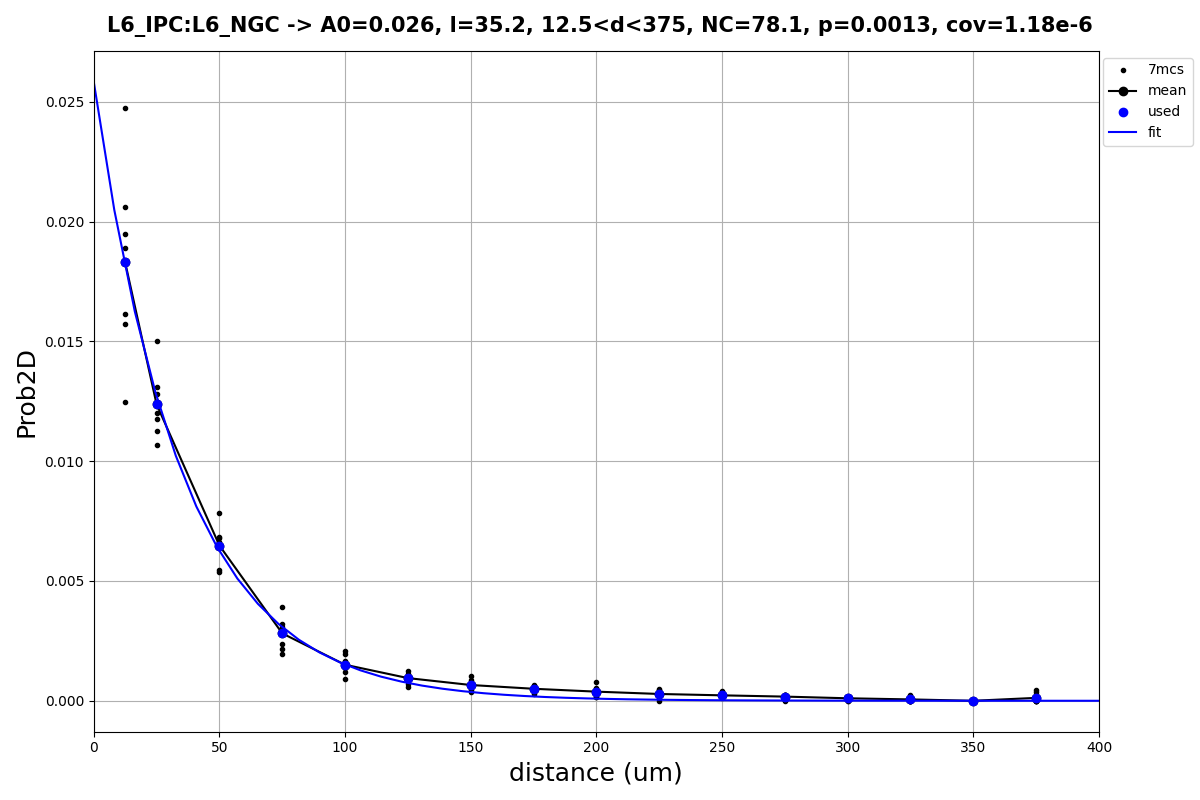 L6_IPC:L6_NGC -> A0=0.026, l=35.2, 12.5<d<375, NC=78.1, p=0.0013, cov=1.18e-6
7mcs
mean
used
fit
Prob2D
0.025
0.020
0.015
0.010
0.005
0.000
0 50 100 150 200 250 300 350 400
distance (um)